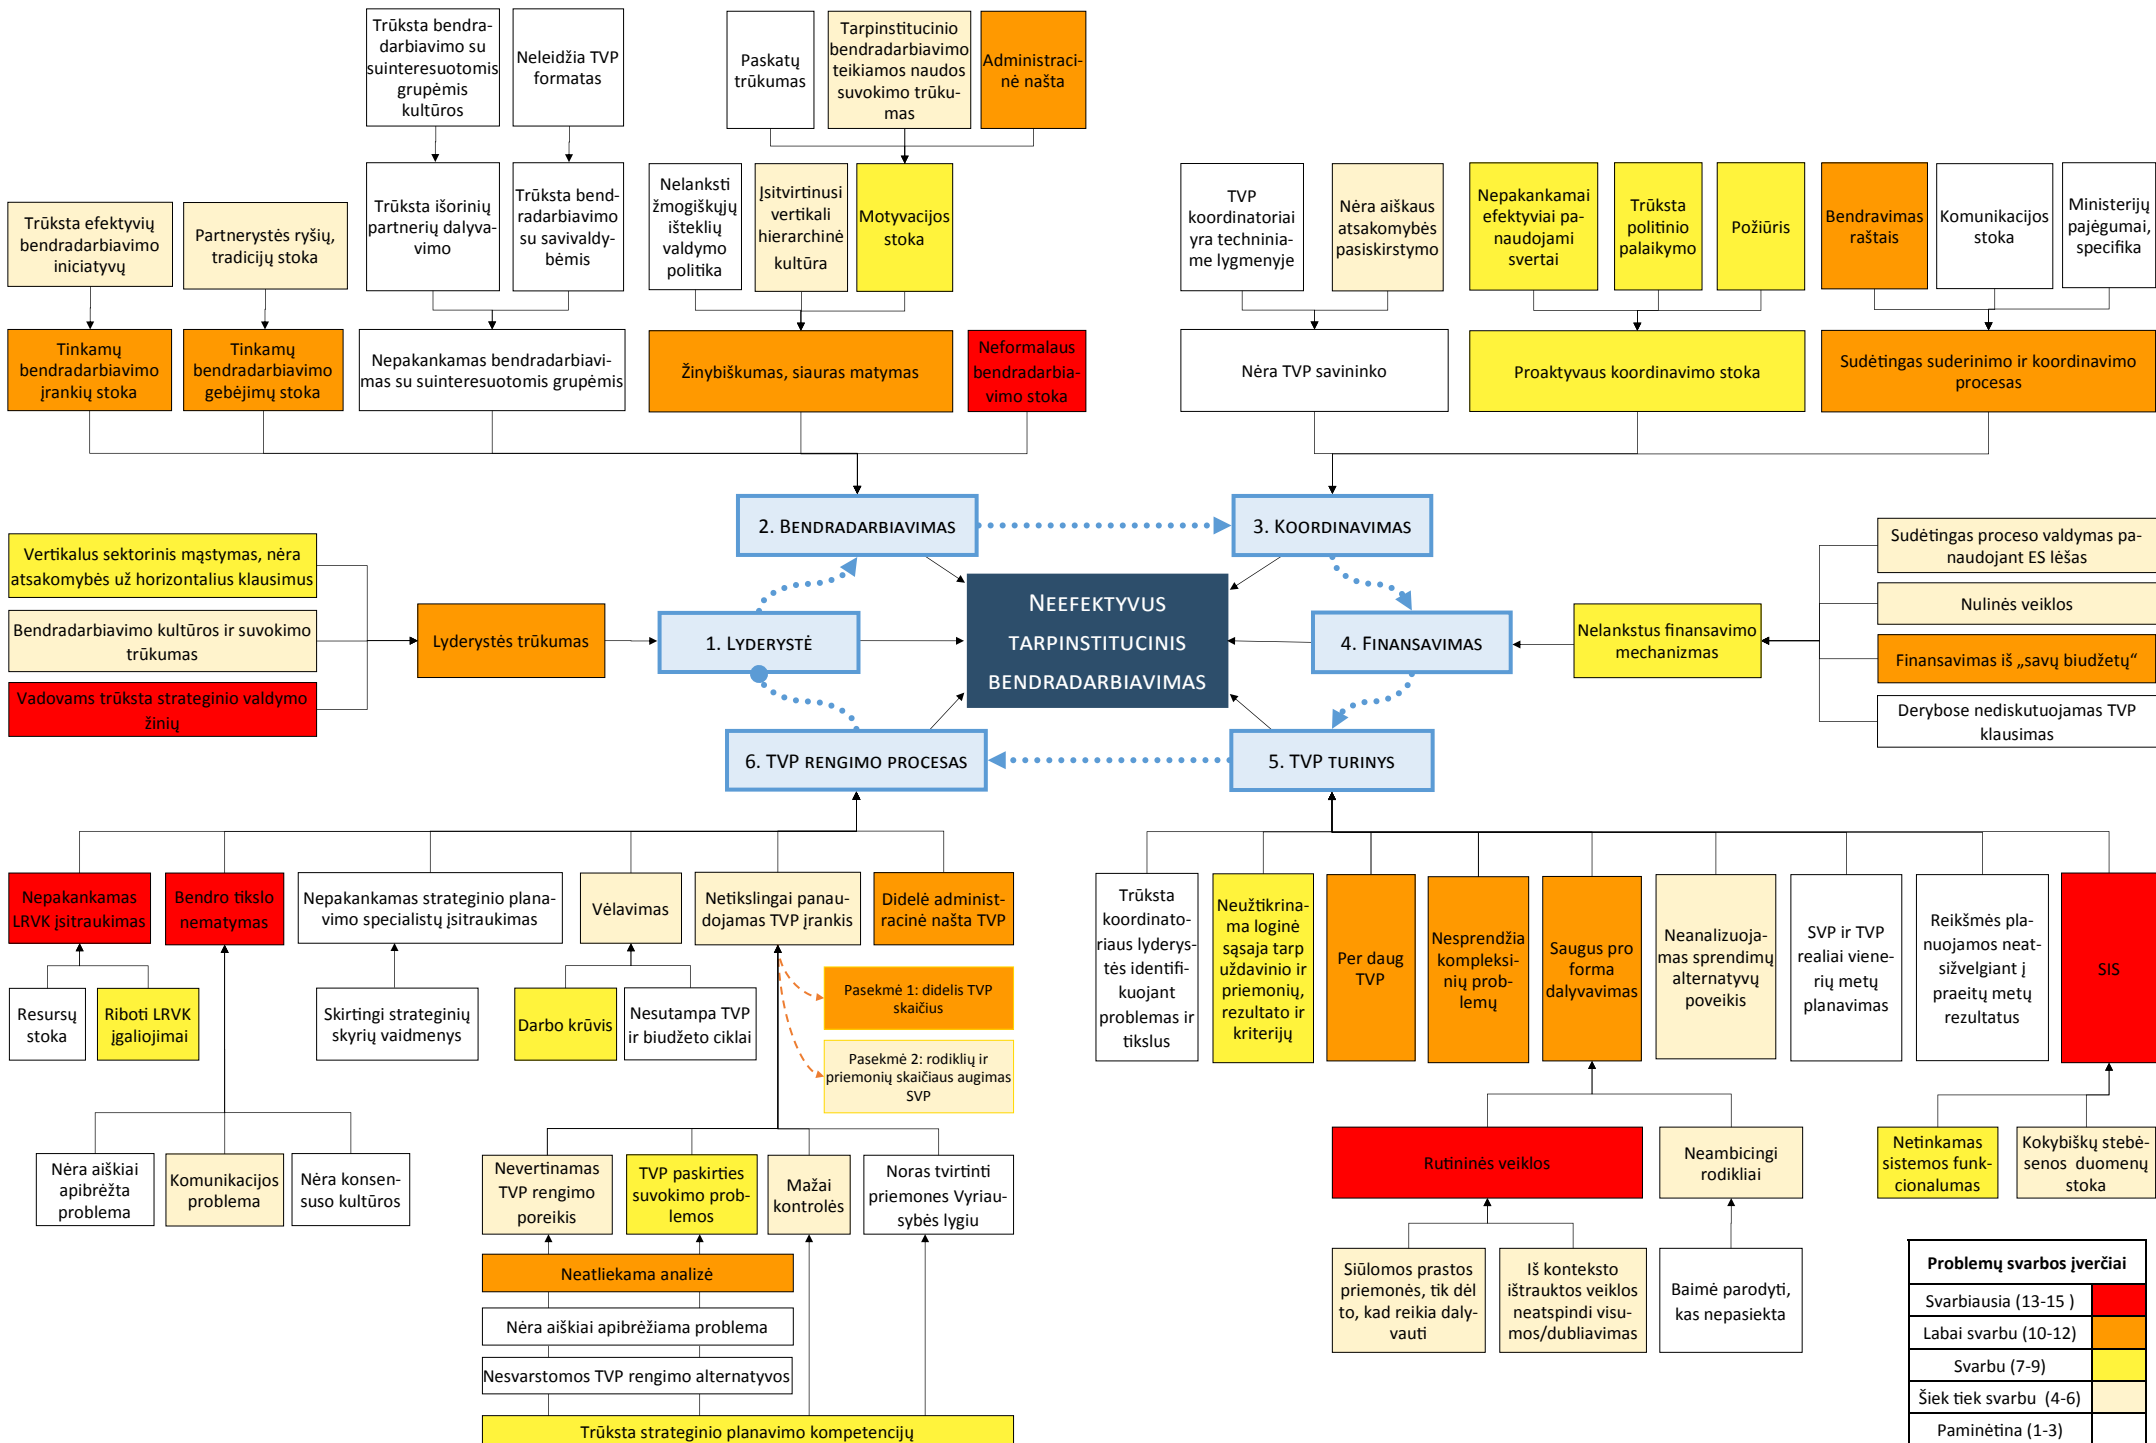 Trūksta bendra-
darbiavimo su
suinteresuotomis
grupėmis
kultūros
Neleidžia TVP
formatas
Paskatų
trūkumas
Tarpinstitucinio
bendradarbiavimo
teikiamos naudos
suvokimo trūku-
mas
Administraci-
nė našta
Trūksta efektyvių
bendradarbiavimo
iniciatyvų
Partnerystės ryšių,
tradicijų stoka
Trūksta išorinių
partnerių dalyva-
vimo
Trūksta bend-
radarbiavimo
su savivaldy-
bėmis
Nelanksti
žmogiškųjų
išteklių
valdymo
politika
Įsitvirtinusi
vertikali
hierarchinė
kultūra
Motyvacijos
stoka
TVP
koordinatoriai
yra techninia-
me lygmenyje
Nėra aiškaus
atsakomybės
pasiskirstymo
Nepakankamai
efektyviai pa-
naudojami
svertai
Trūksta
politinio
palaikymo
Požiūris
Bendravimas
raštais
Komunikacijos
stoka
Ministerijų
pajėgumai,
specifika
Tinkamų
bendradarbiavimo
įrankių stoka
Tinkamų
bendradarbiavimo
gebėjimų stoka
Nepakankamas bendradarbiavi-
mas su suinteresuotomis grupėmis
Žinybiškumas, siauras matymas
Neformalaus
bendradarbia-
vimo stoka
Nėra TVP savininko
Proaktyvaus koordinavimo stoka
Sudėtingas suderinimo ir koordinavimo
procesas
2. BENDRADARBIAVIMAS
3. KOORDINAVIMAS
Vertikalus sektorinis mąstymas, nėra
atsakomybės už horizontalius klausimus
Bendradarbiavimo kultūros ir suvokimo
trūkumas
Vadovams trūksta strateginio valdymo
žinių
Lyderystės trūkumas
1. LYDERYSTĖ
NEEFEKTYVUS
TARPINSTITUCINIS
BENDRADARBIAVIMAS
4. FINANSAVIMAS
Nelankstus finansavimo
mechanizmas
Sudėtingas proceso valdymas pa-
naudojant ES lėšas
Nulinės veiklos
Finansavimas iš „savų biudžetų“
Derybose nediskutuojamas TVP
klausimas
6. TVP RENGIMO PROCESAS
5. TVP TURINYS
Nepakankamas
LRVK įsitraukimas
Bendro tikslo
nematymas
Nepakankamas strateginio plana-
vimo specialistų įsitraukimas
Vėlavimas
Netikslingai panau-
dojamas TVP įrankis
Didelė administ-
racinė našta TVP
Resursų
stoka
Riboti LRVK
įgaliojimai
Skirtingi strateginių
skyrių vaidmenys
Darbo krūvis
Nesutampa TVP
ir biudžeto ciklai
Pasekmė 1: didelis TVP
skaičius
Pasekmė 2: rodiklių ir
priemonių skaičiaus augimas
SVP
Nėra aiškiai
apibrėžta
problema
Komunikacijos
problema
Nėra konsen-
suso kultūros
Nevertinamas
TVP rengimo
poreikis
TVP paskirties
suvokimo prob-
lemos
Mažai
kontrolės
Noras tvirtinti
priemones Vyriau-
sybės lygiu
Neatliekama analizė
Nėra aiškiai apibrėžiama problema
Nesvarstomos TVP rengimo alternatyvos
Trūksta strateginio planavimo kompetencijų
Trūksta
koordinato-
riaus lyderys-
tės identifi-
kuojant
problemas ir
tikslus
Neužtikrina-
ma loginė
sąsaja tarp
uždavinio ir
priemonių,
rezultato ir
kriterijų
Per daug
TVP
Nesprendžia
kompleksi-
nių prob-
lemų
Saugus pro
forma
dalyvavimas
Neanalizuoja-
mas sprendimų
alternatyvų
poveikis
SVP ir TVP
realiai viene-
rių metų
planavimas
Reikšmės pla-
nuojamos neat-
sižvelgiant į
praeitų metų
rezultatus
SIS
Rutininės veiklos
Neambicingi
rodikliai
Netinkamas
sistemos funk-
cionalumas
Kokybiškų stebė-
senos duomenų
stoka
Siūlomos prastos
priemonės, tik dėl
to, kad reikia daly-
vauti
Iš konteksto
ištrauktos veiklos
neatspindi visu-
mos/dubliavimas
Baimė parodyti,
kas nepasiekta
Problemų svarbos įverčiai
Svarbiausia (13-15 )
Labai svarbu (10-12)
Svarbu (7-9)
Šiek tiek svarbu (4-6)
Paminėtina (1-3)